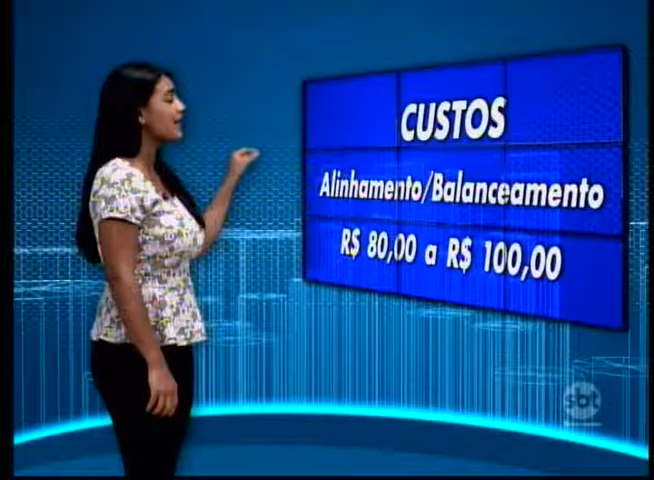 CUSTOS
Alinhamento/Balanceamento
R$ 80,00 a R$ 100,00
sbt